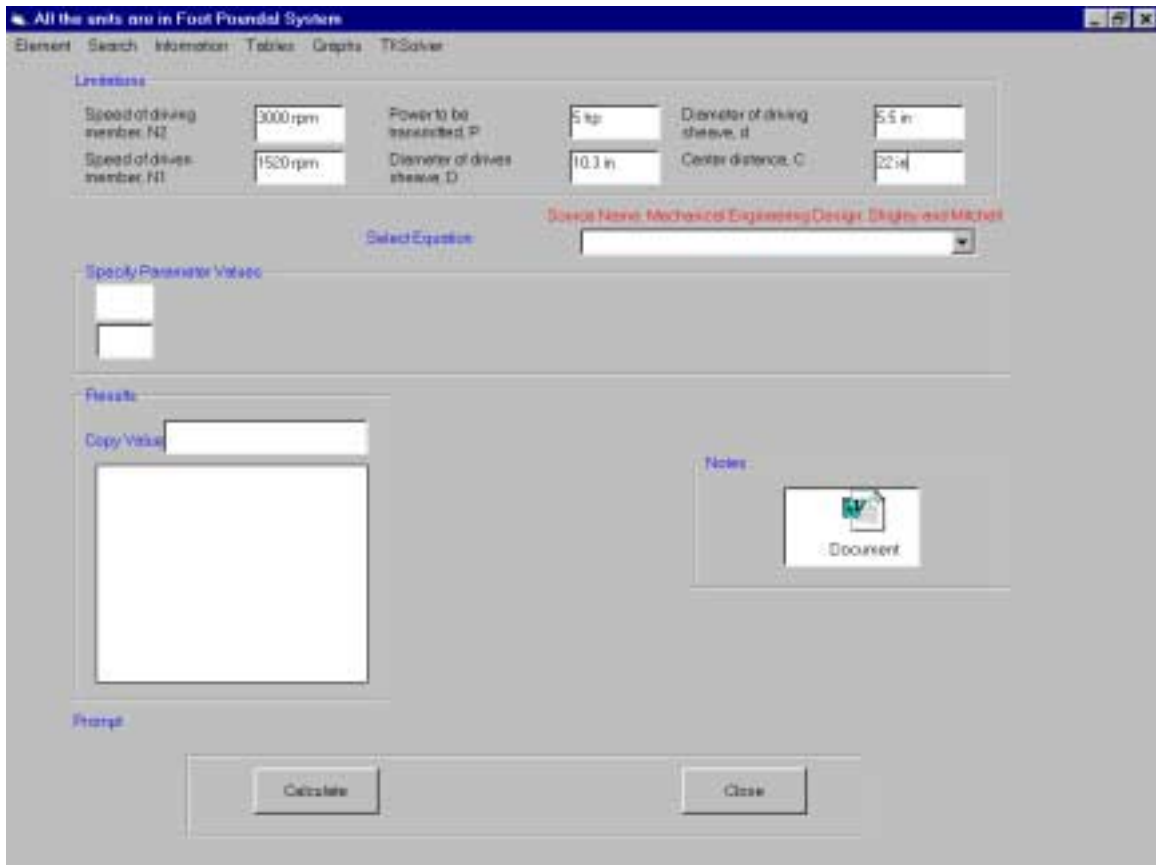 All the units are in Foot Poundal System
Element Search Information Tables Graphs TKSolver
Limitations
Speed of driving member, N2
3000 rpm
Power to be transmitted, P
5 hp
Diameter of driving sheave, d
5.5 in
Speed of driven member, N1
1520 rpm
Diameter of driven sheave, D
10.3 in
Center distance, C
22 in
Source Name: Mechanical Engineering Design, Shigley and Mitchell
Select Equation
Specify Parameter Values
Results
Copy Value
Notes
Document
Prompt
Calculate
Close